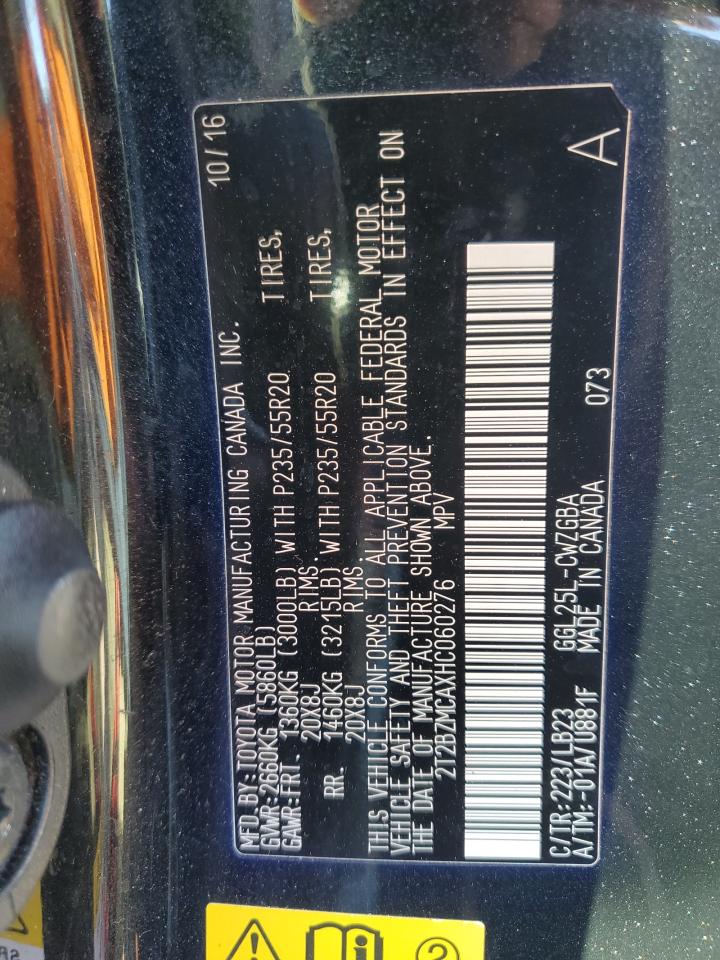 MFD. BY: TOYOTA MOTOR MANUFACTURING CANADA INC. 10/16
GVWR: 2660KG (5860LB)
GAWR: FRT. 1360KG (3000LB) WITH P235/55R20 TIRES,
20X8J RIMS.
RR. 1460KG (3215LB) WITH P235/55R20 TIRES,
20X8J RIMS.
THIS VEHICLE CONFORMS TO ALL APPLICABLE FEDERAL MOTOR
VEHICLE SAFETY AND THEFT PREVENTION STANDARDS IN EFFECT ON
THE DATE OF MANUFACTURE SHOWN ABOVE.
2T2BZMCAXHC060276 MPV
C/TR: 223/LB23 GGL25L-CWZGBA 073
A/TM: -01A/U881F MADE IN CANADA A